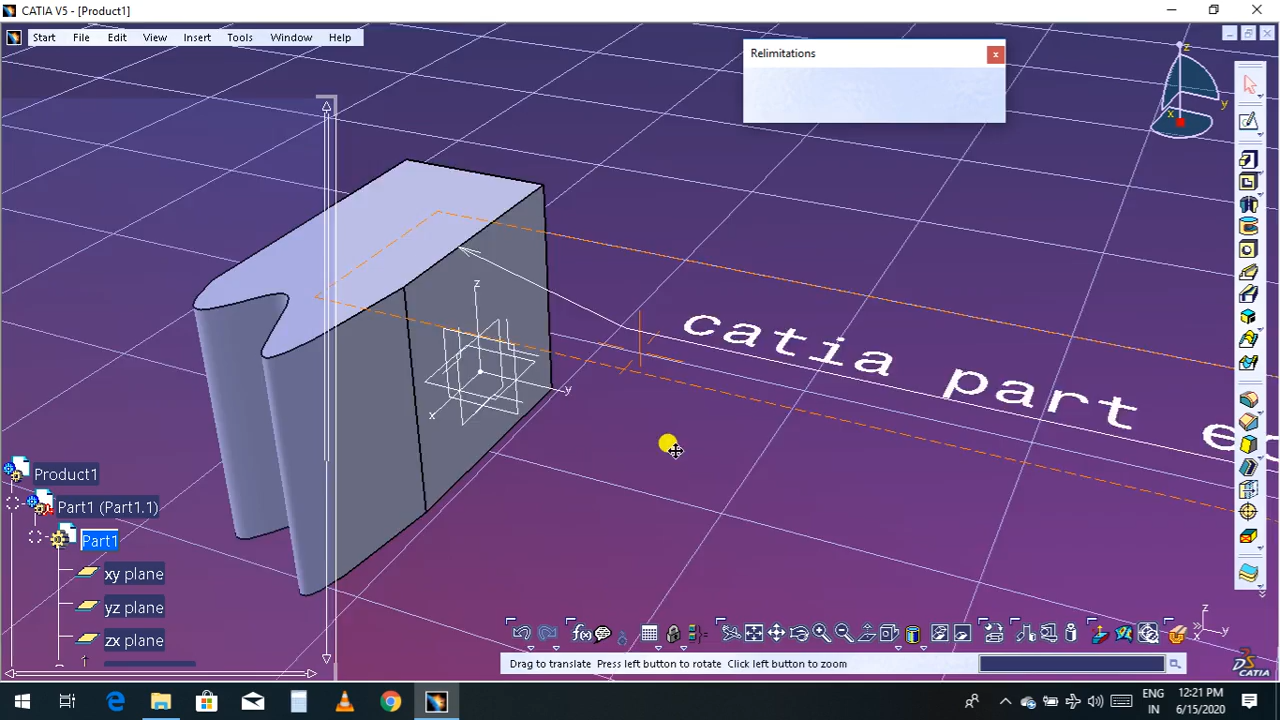 CATIA V5 - [Product1]
Start File Edit View Insert Tools Window Help
Relimitations
z
y
x
catia part
z
y
x
Product1
Part1 (Part1.1)
Part1
xy plane
yz plane
zx plane
f(x)
z
x y
Drag to translate Press left button to rotate Click left button to zoom
CATIA
ENG
IN
12:21 PM
6/15/2020